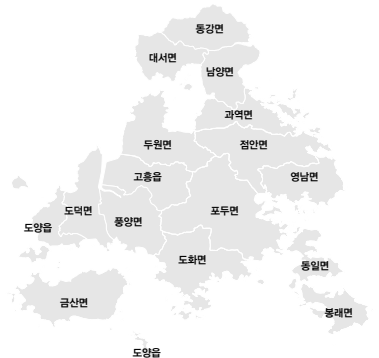 동강면
대서면
남양면
과역면
두원면
점안면
고흥읍
영남면
도덕면
포두면
풍양면
도양읍
도화면
동일면
금산면
봉래면
도양읍